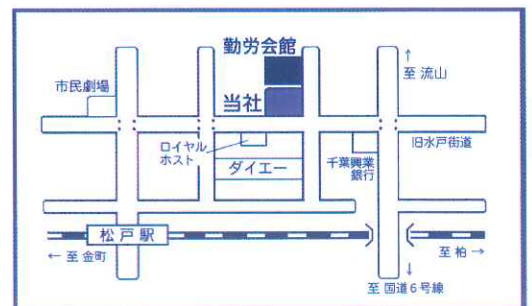 勤労会館
↑
至 流山
市民劇場
当社
旧水戸街道
ロイヤル
ホスト
ダイエー
千葉興業
銀行
松戸駅
← 至 金町
至 柏 →
↓
至 国道6号線